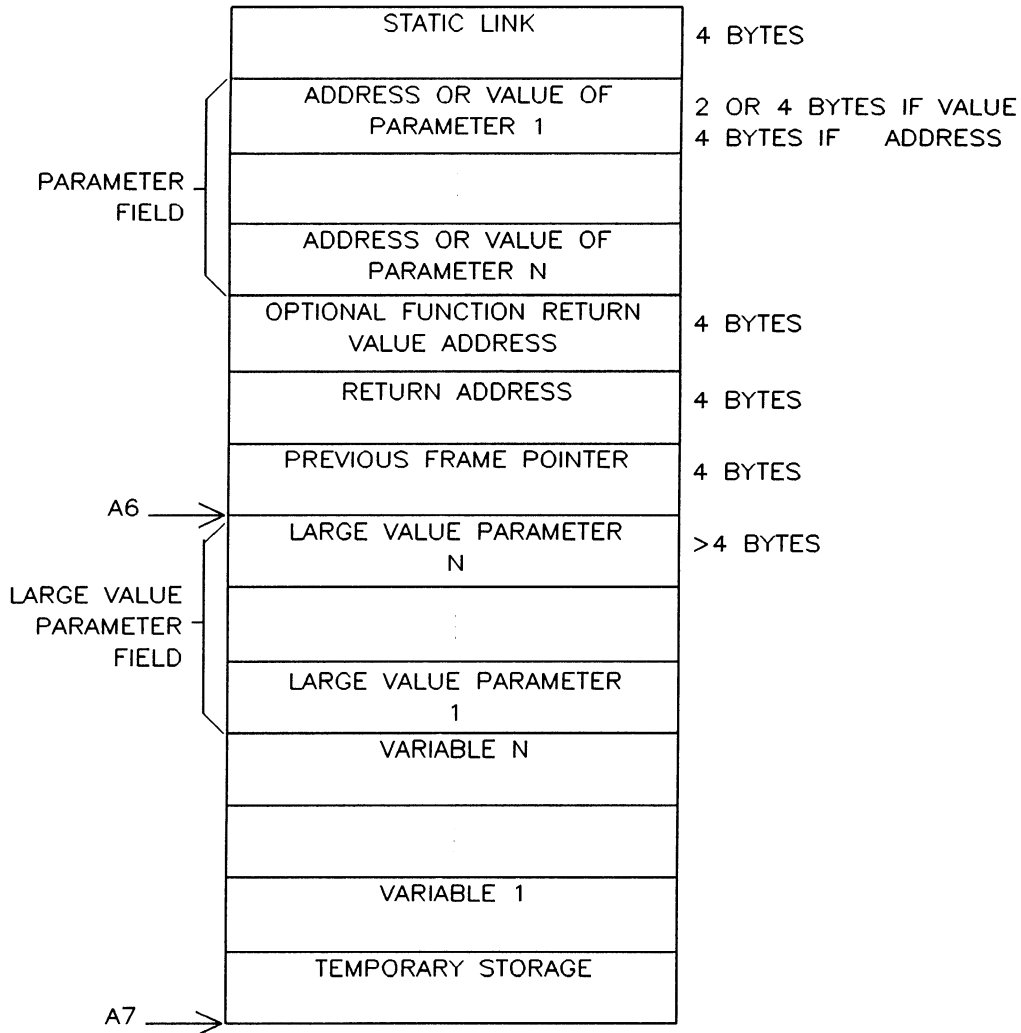 STATIC LINK
4 BYTES
ADDRESS OR VALUE OF
PARAMETER 1
2 OR 4 BYTES IF VALUE
4 BYTES IF ADDRESS
PARAMETER
FIELD
ADDRESS OR VALUE OF
PARAMETER N
OPTIONAL FUNCTION RETURN
VALUE ADDRESS
4 BYTES
RETURN ADDRESS
4 BYTES
PREVIOUS FRAME POINTER
4 BYTES
A6
LARGE VALUE PARAMETER
N
>4 BYTES
LARGE VALUE
PARAMETER
FIELD
LARGE VALUE PARAMETER
1
VARIABLE N
VARIABLE 1
TEMPORARY STORAGE
A7